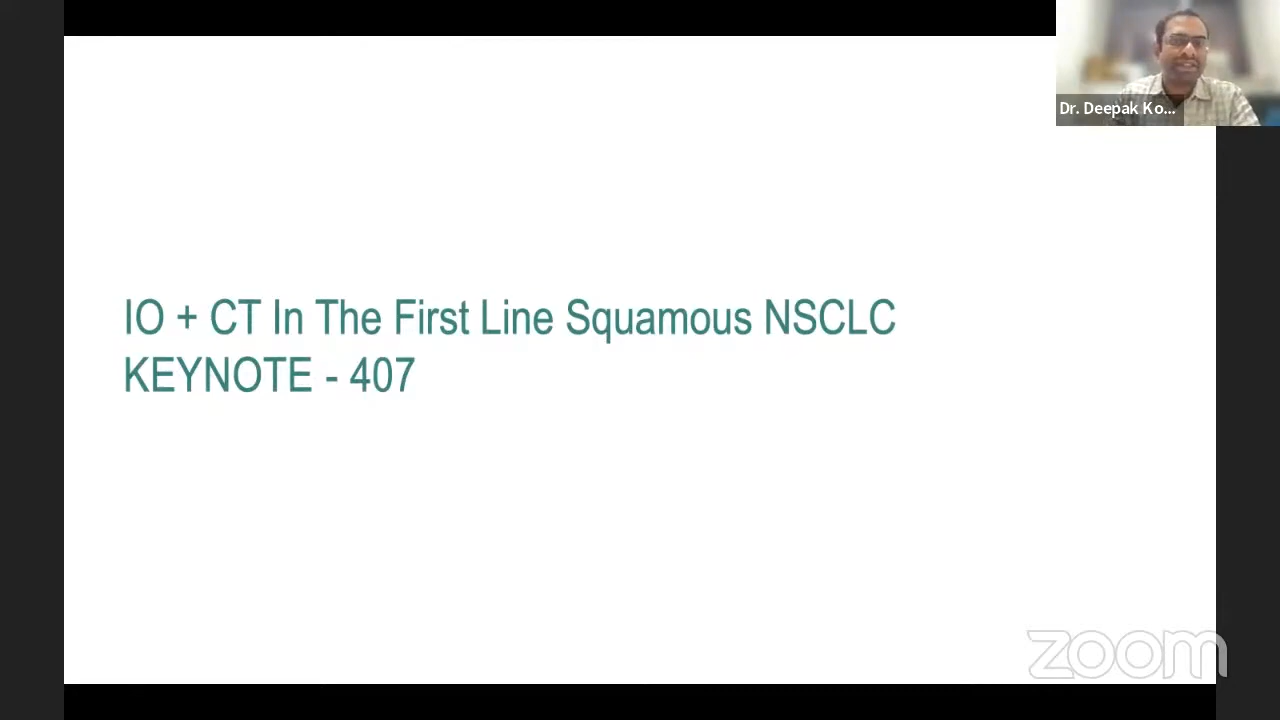 Dr. Deepak Ko...
IO + CT In The First Line Squamous NSCLC
KEYNOTE - 407
zoom